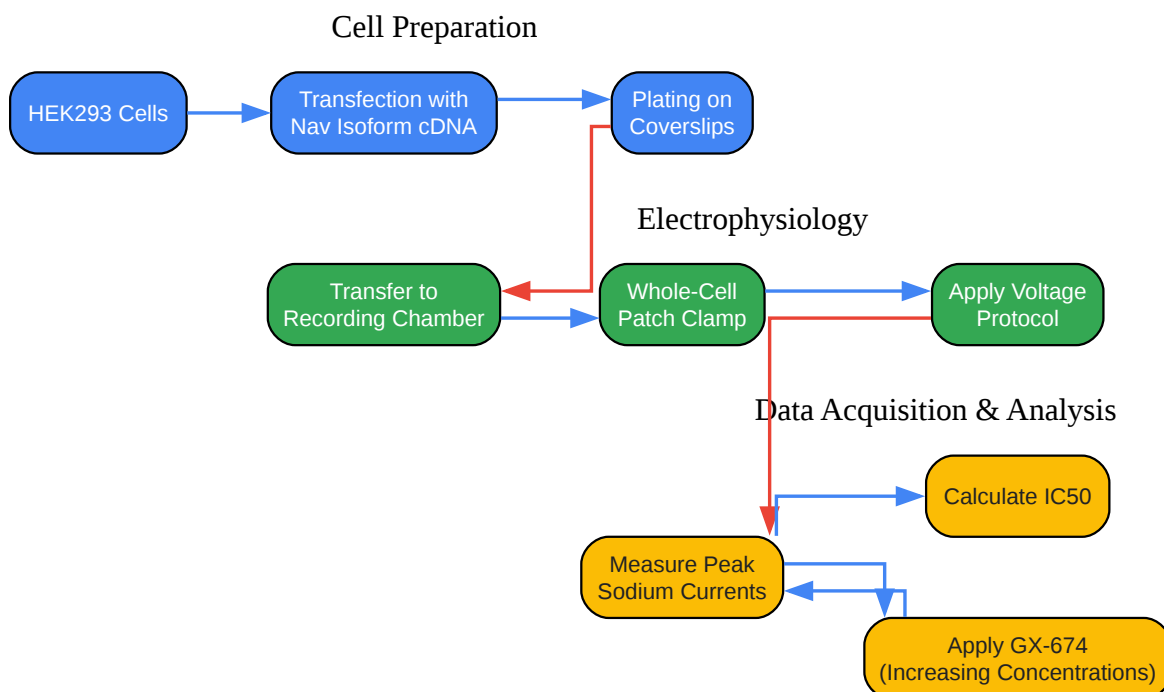 Cell Preparation
HEK293 Cells
Transfection with
Nav Isoform cDNA
Plating on
Coverslips
Electrophysiology
Transfer to
Recording Chamber
Whole-Cell
Patch Clamp
Apply Voltage
Protocol
Data Acquisition & Analysis
Calculate IC50
Measure Peak
Sodium Currents
Apply GX-674
(Increasing Concentrations)